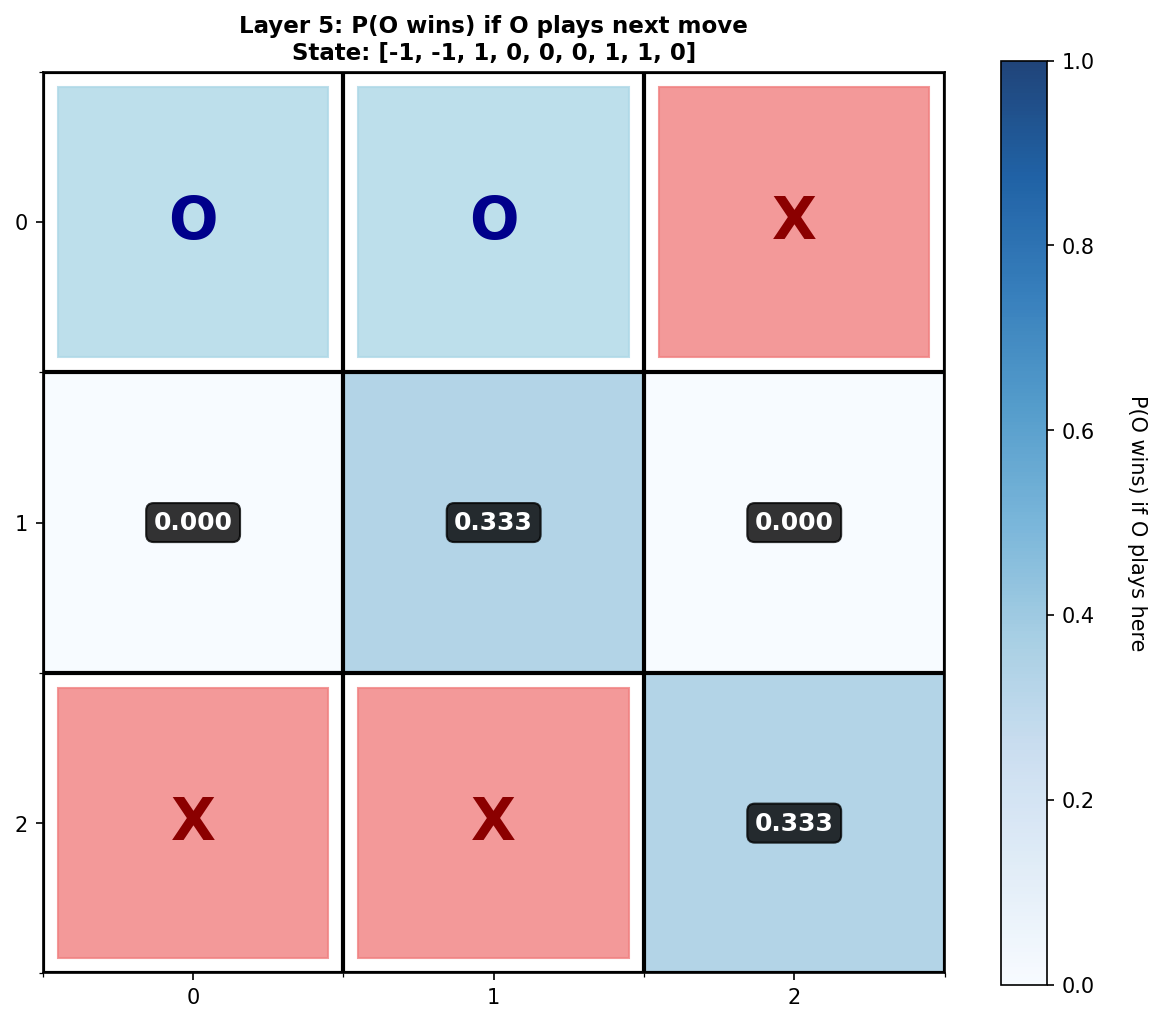 Layer 5: P(O wins) if O plays next move
State: [-1, -1, 1, 0, 0, 0, 1, 1, 0]
0
O
O
X
1
0.000
0.333
0.000
2
X
X
0.333
0
1
2
1.0
0.8
0.6
0.4
0.2
0.0
P(O wins) if O plays here